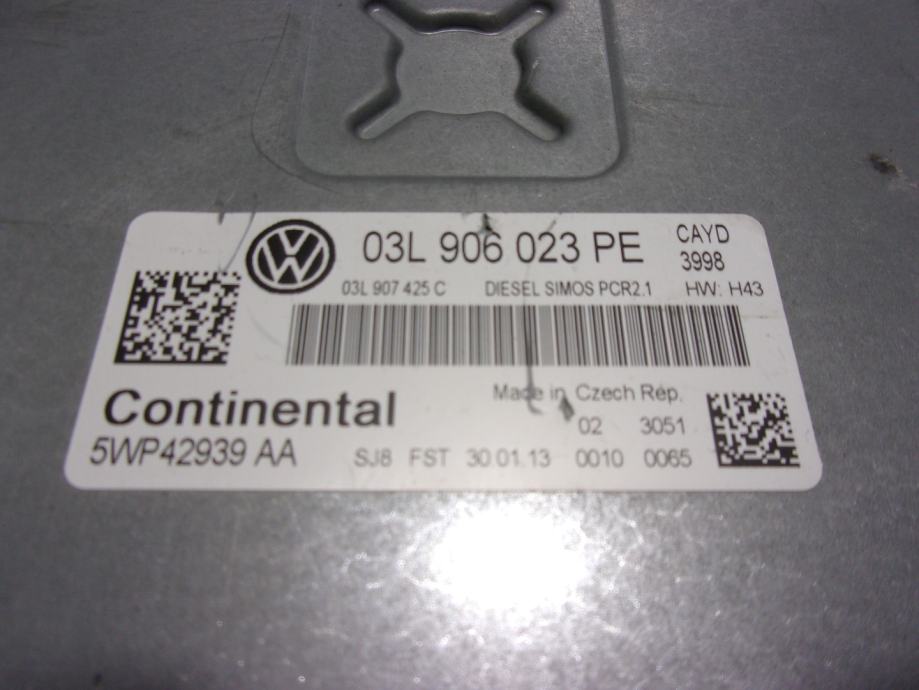 03L 906 023 PE
CAYD
3998
03L 907 425 C DIESEL SIMOS PCR2.1 HW: H43
Continental
Made in Czech Rep.
02 3051
5WP42939 AA SJ8 FST 30.01.13 0010 0065